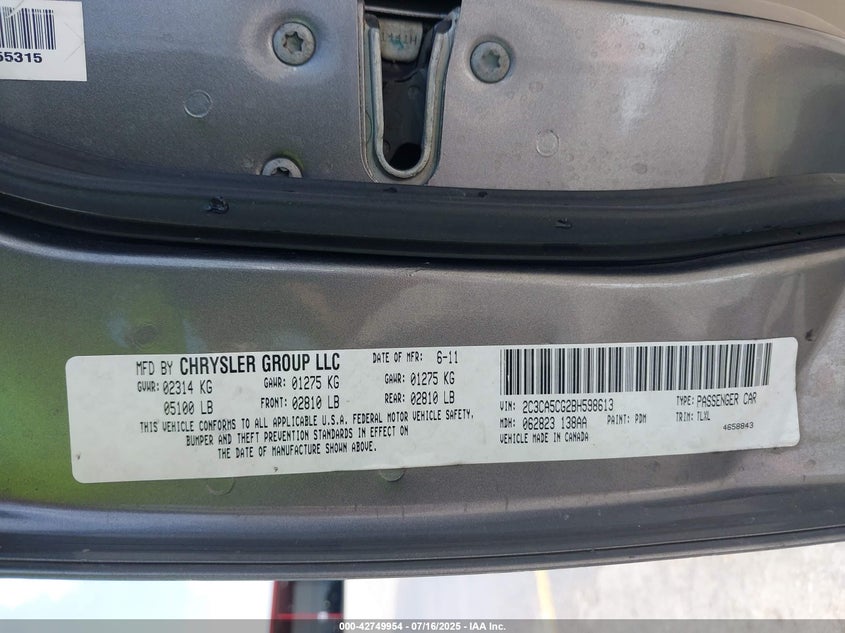 55315
MFD BY CHRYSLER GROUP LLC DATE OF MFR: 6-11
GVWR: 02314 KG GAWR: 01275 KG GAWR: 01275 KG
05100 LB FRONT: 02810 LB REAR: 02810 LB
THIS VEHICLE CONFORMS TO ALL APPLICABLE U.S.A. FEDERAL MOTOR VEHICLE SAFETY,
BUMPER AND THEFT PREVENTION STANDARDS IN EFFECT ON
THE DATE OF MANUFACTURE SHOWN ABOVE.
VIN: 2C3CA5CG2BH598613 TYPE: PASSENGER CAR
MDH: 062823 138AA PAINT: PDM TRIM: TLXL
VEHICLE MADE IN CANADA 4658843
000-42749954 | 07/16/2025 - IAA Inc.